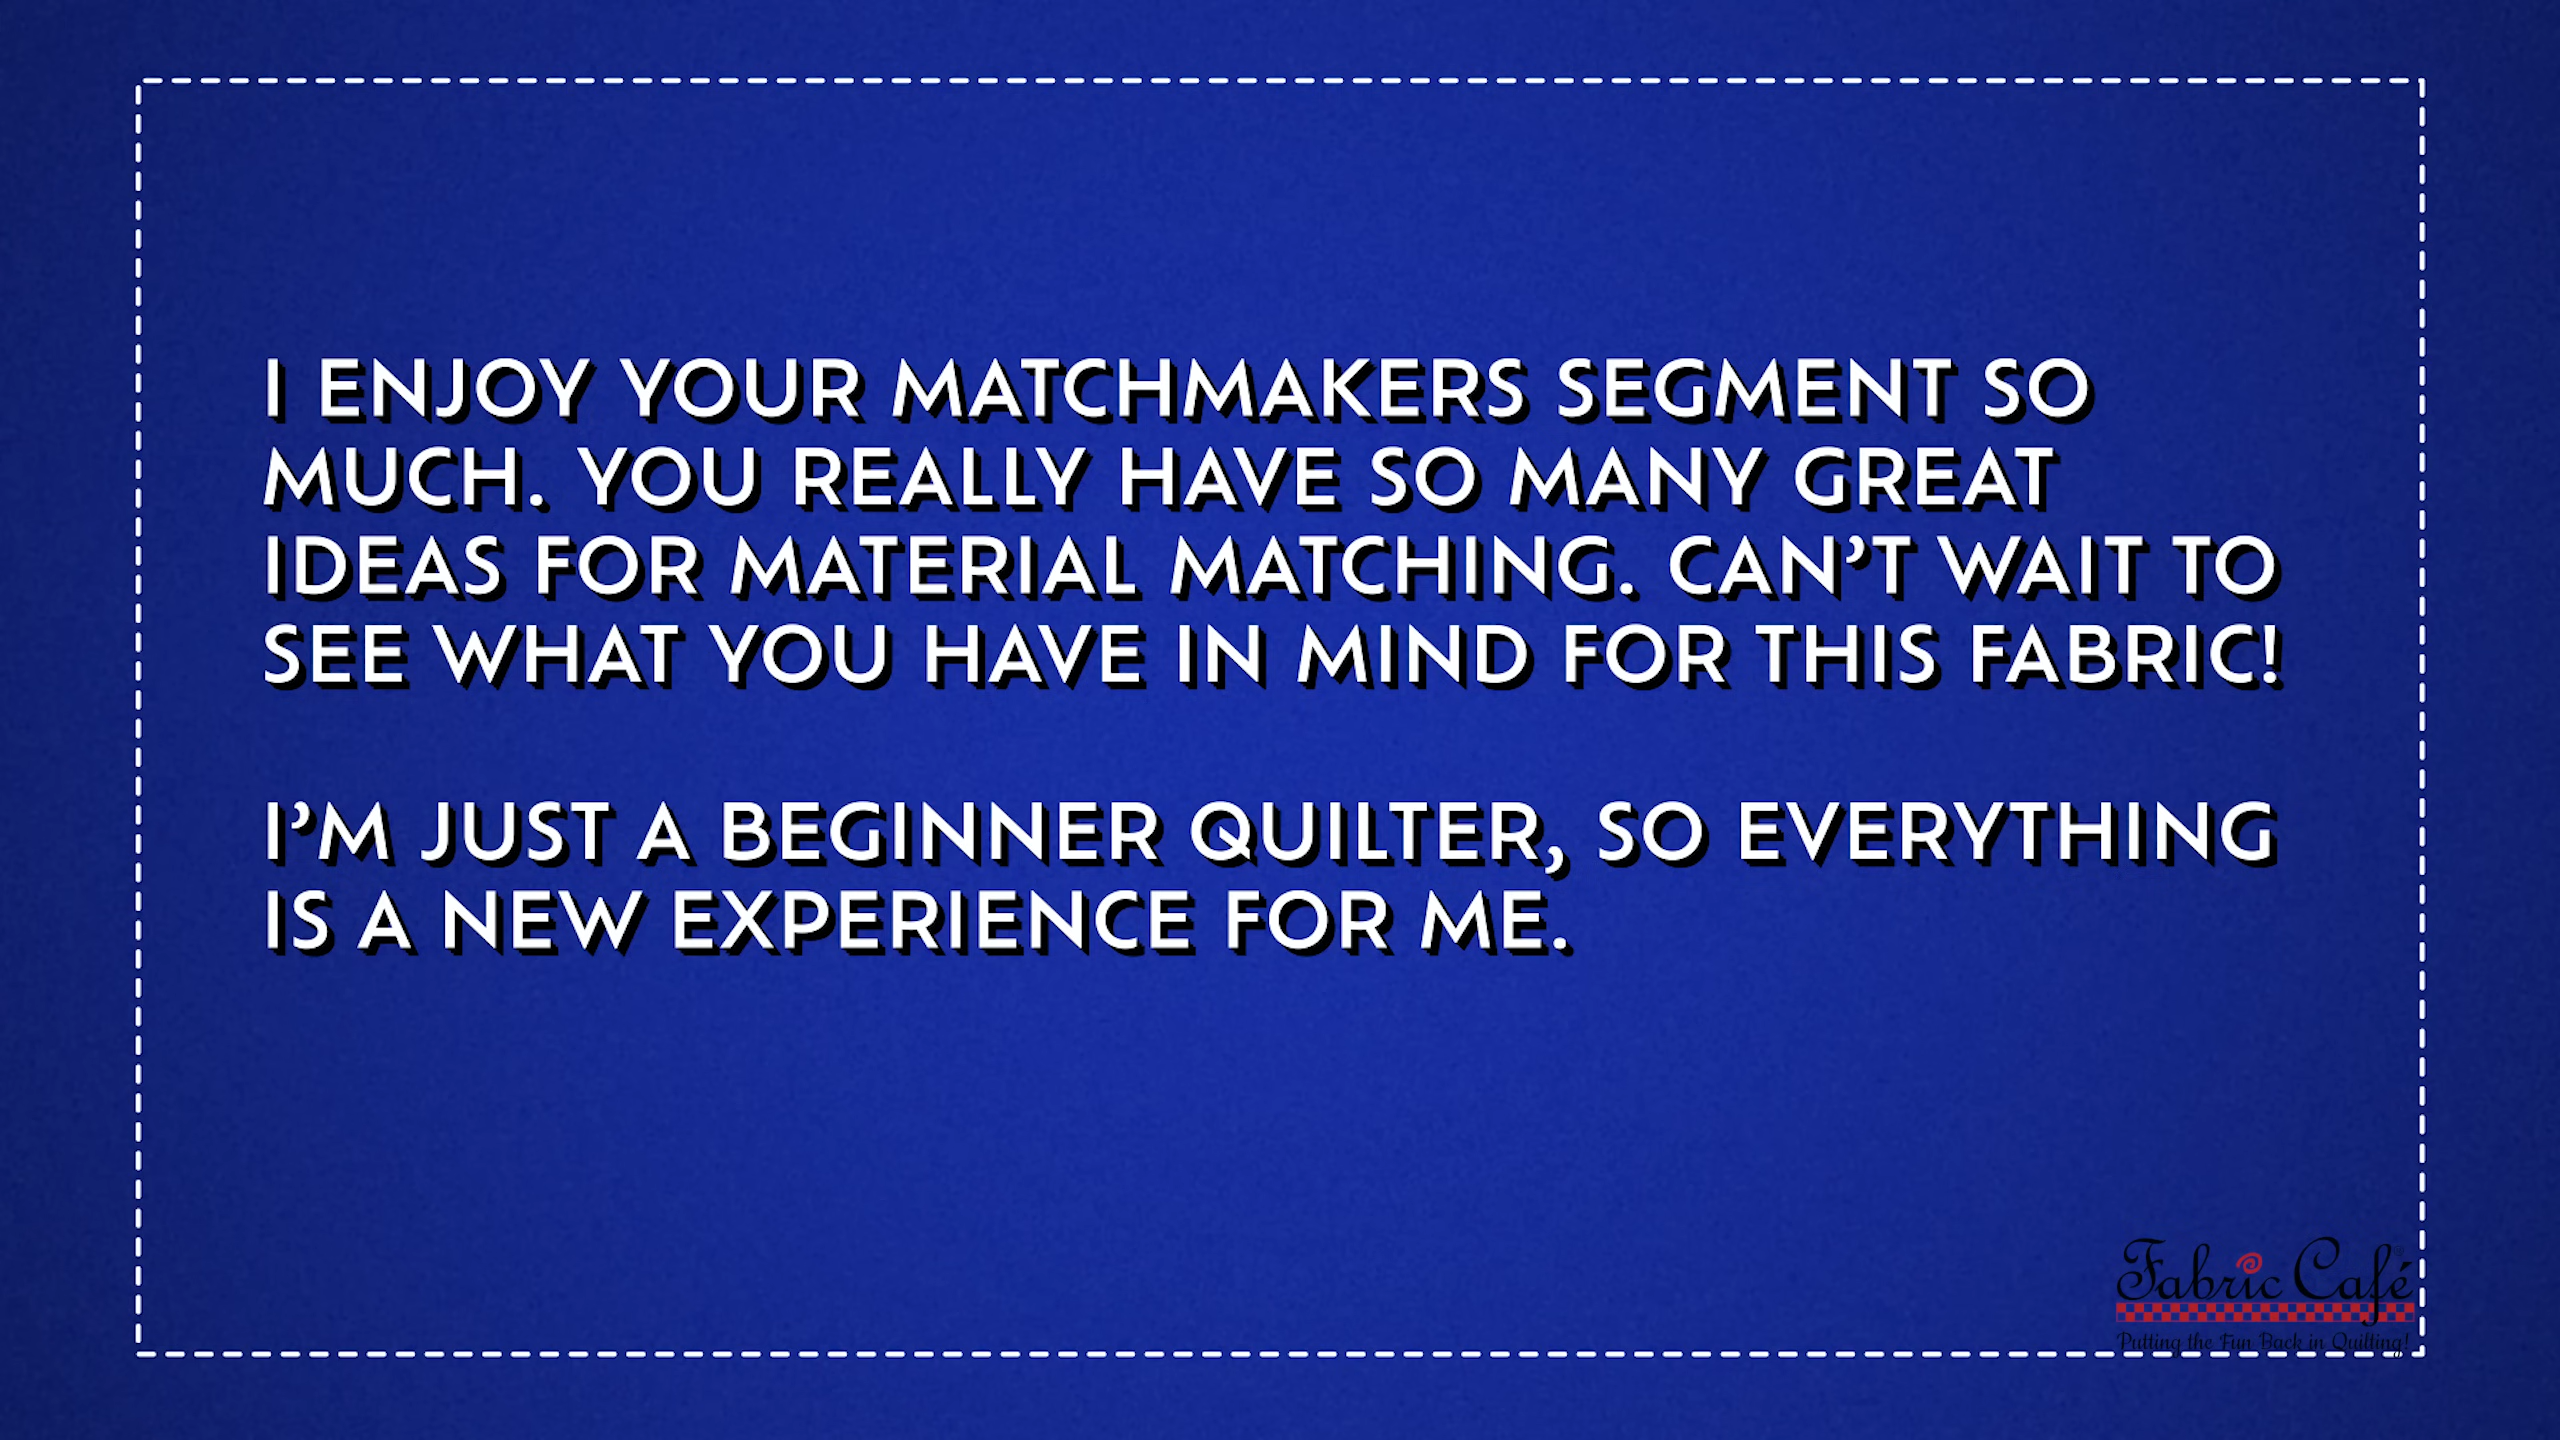 I ENJOY YOUR MATCHMAKERS SEGMENT SO
MUCH. YOU REALLY HAVE SO MANY GREAT
IDEAS FOR MATERIAL MATCHING. CAN’T WAIT TO
SEE WHAT YOU HAVE IN MIND FOR THIS FABRIC!
I’M JUST A BEGINNER QUILTER, SO EVERYTHING
IS A NEW EXPERIENCE FOR ME.
Fabric Café®
Putting the Fun Back in Quilting!